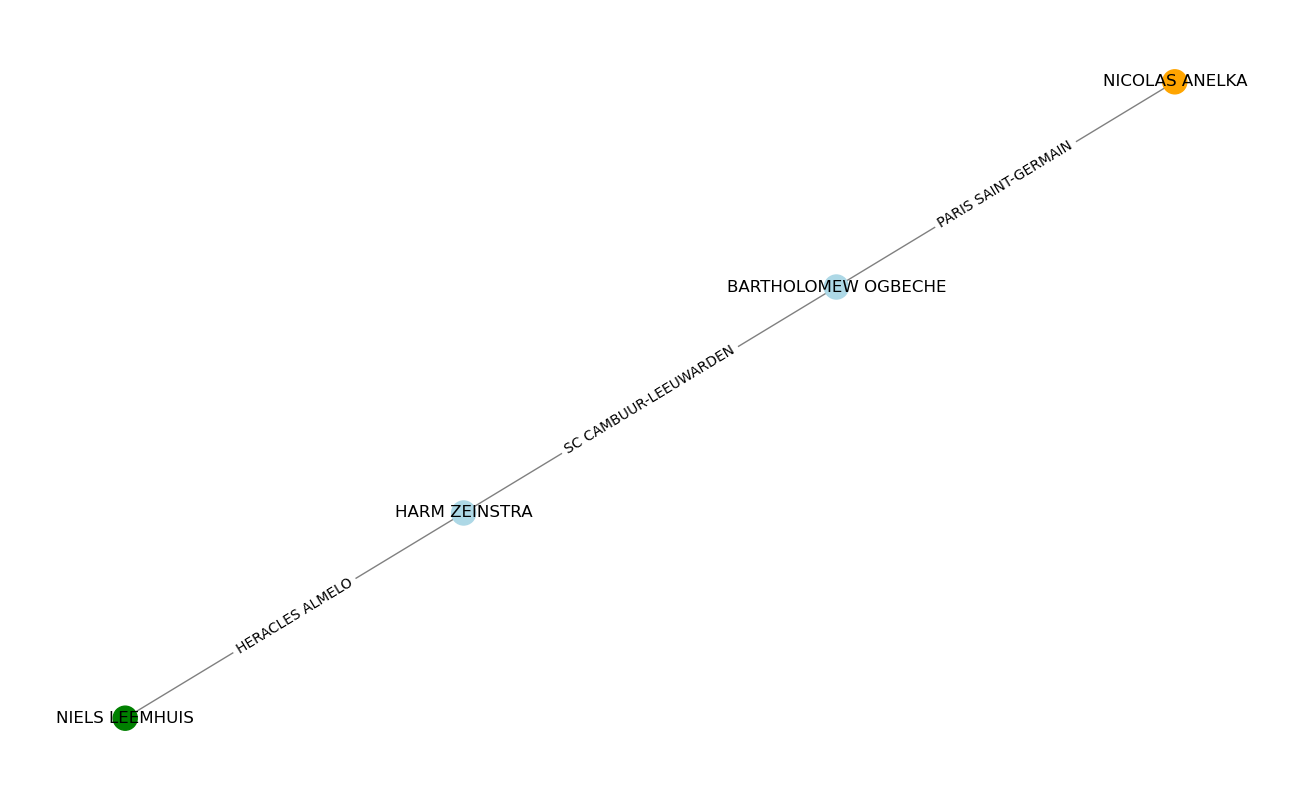 NICOLAS ANELKA
PARIS SAINT-GERMAIN
BARTHOLOMEW OGBECHE
SC CAMBUUR-LEEUWARDEN
HARM ZEINSTRA
HERACLES ALMELO
NIELS LEEMHUIS